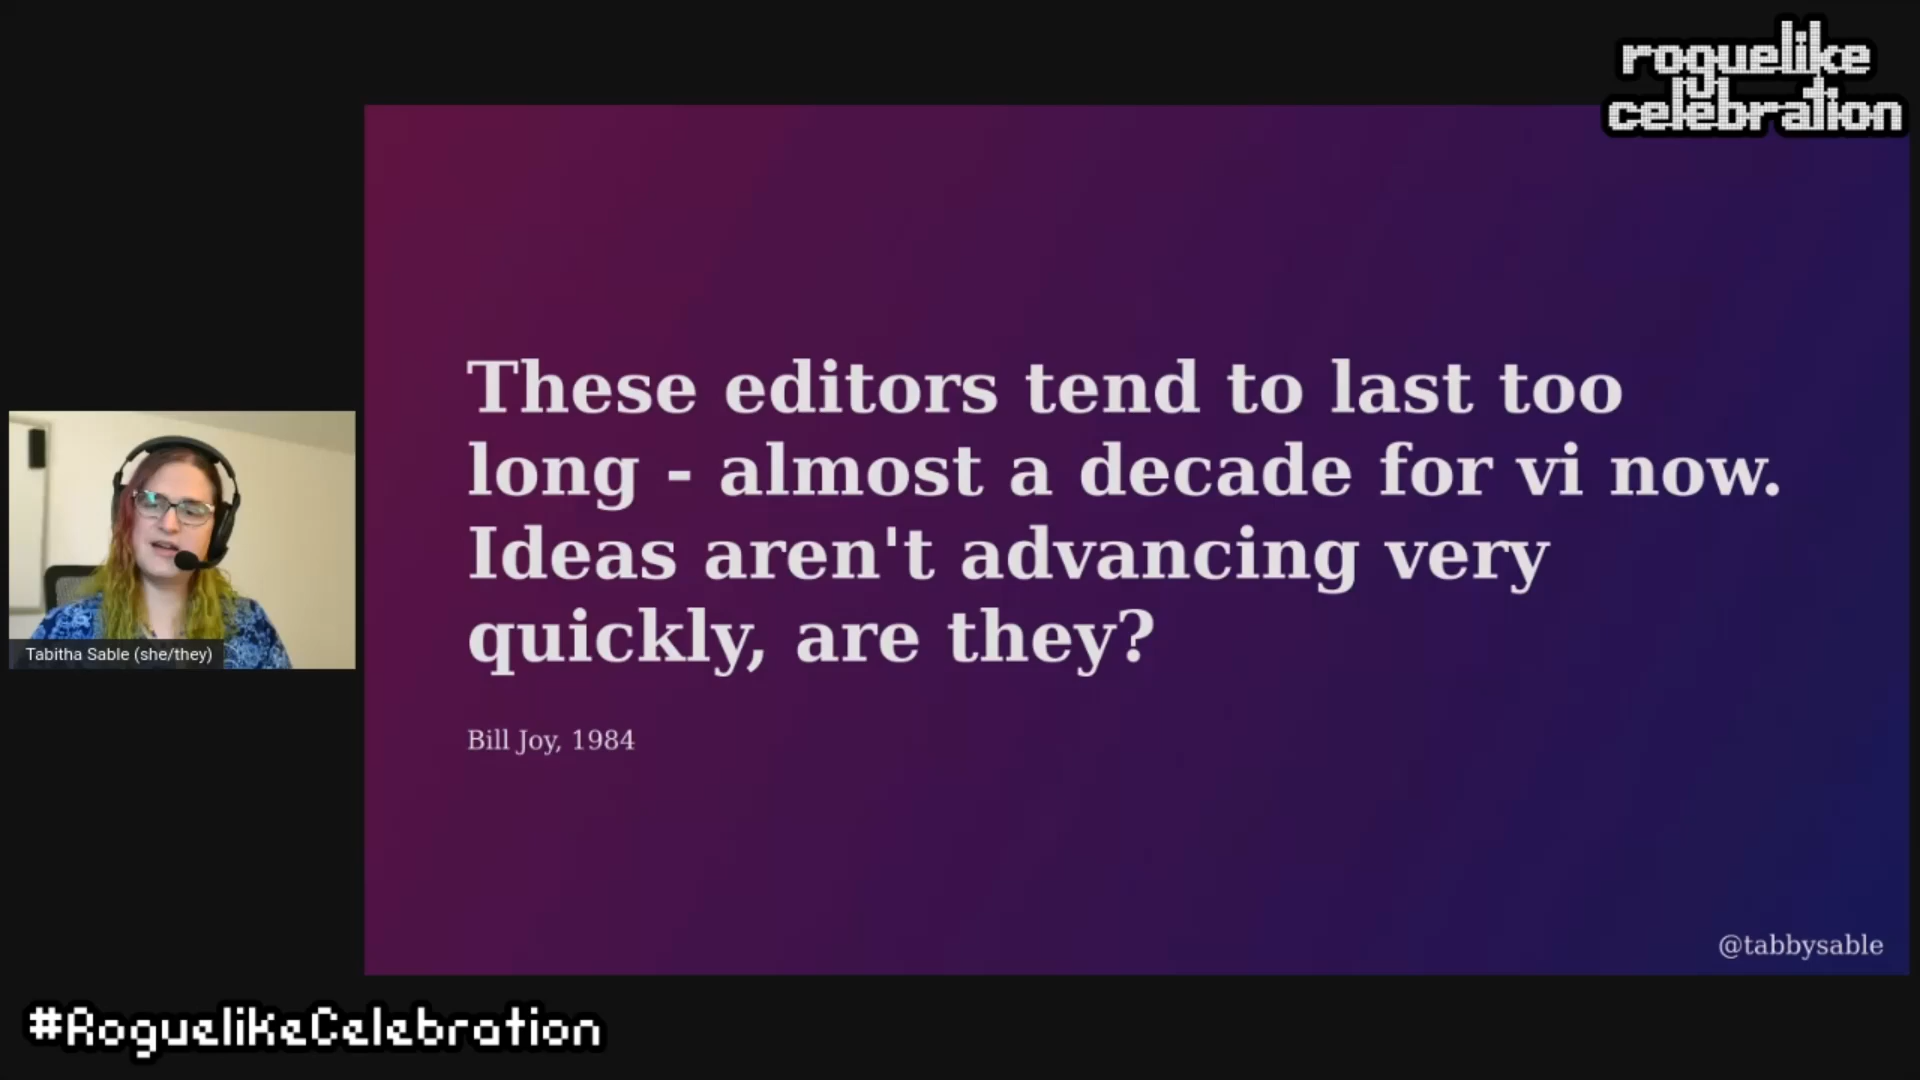 roguelike
celebration
These editors tend to last too
long - almost a decade for vi now.
Ideas aren't advancing very
quickly, are they?
Bill Joy, 1984
Tabitha Sable (she/they)
@tabbysable
#RoguelikeCelebration